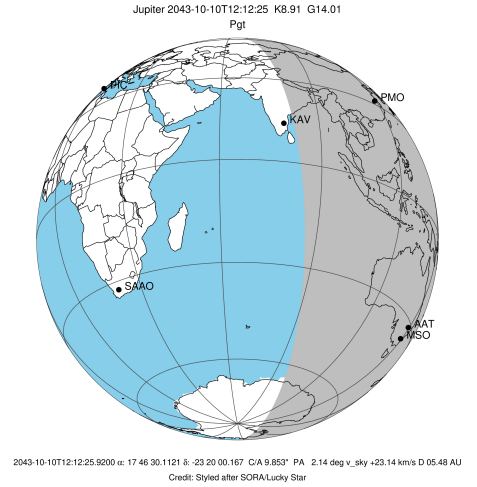 Jupiter 2043-10-10T12:12:25 K8.91 G14.01
Pgt
PIC
PMO
KAV
SAAO
AAT
MSO
2043-10-10T12:12:25.9200 α: 17 46 30.1121 δ: -23 20 00.167 C/A 9.853" PA 2.14 deg v_sky +23.14 km/s D 05.48 AU
Credit: Styled after SORA/Lucky Star